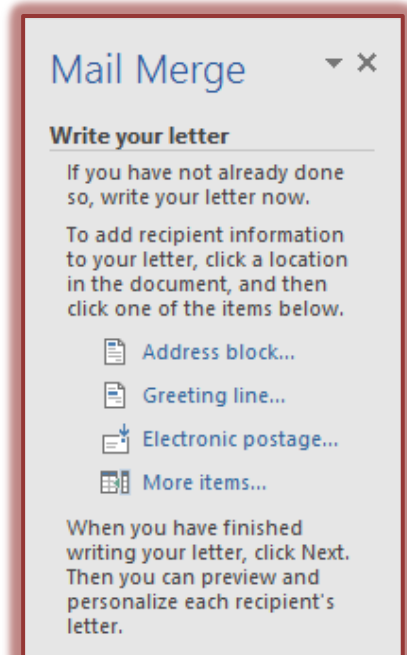 Mail Merge
Write your letter
If you have not already done
so, write your letter now.
To add recipient information
to your letter, click a location
in the document, and then
click one of the items below.
Address block...
Greeting line...
Electronic postage...
More items...
When you have finished
writing your letter, click Next.
Then you can preview and
personalize each recipient's
letter.